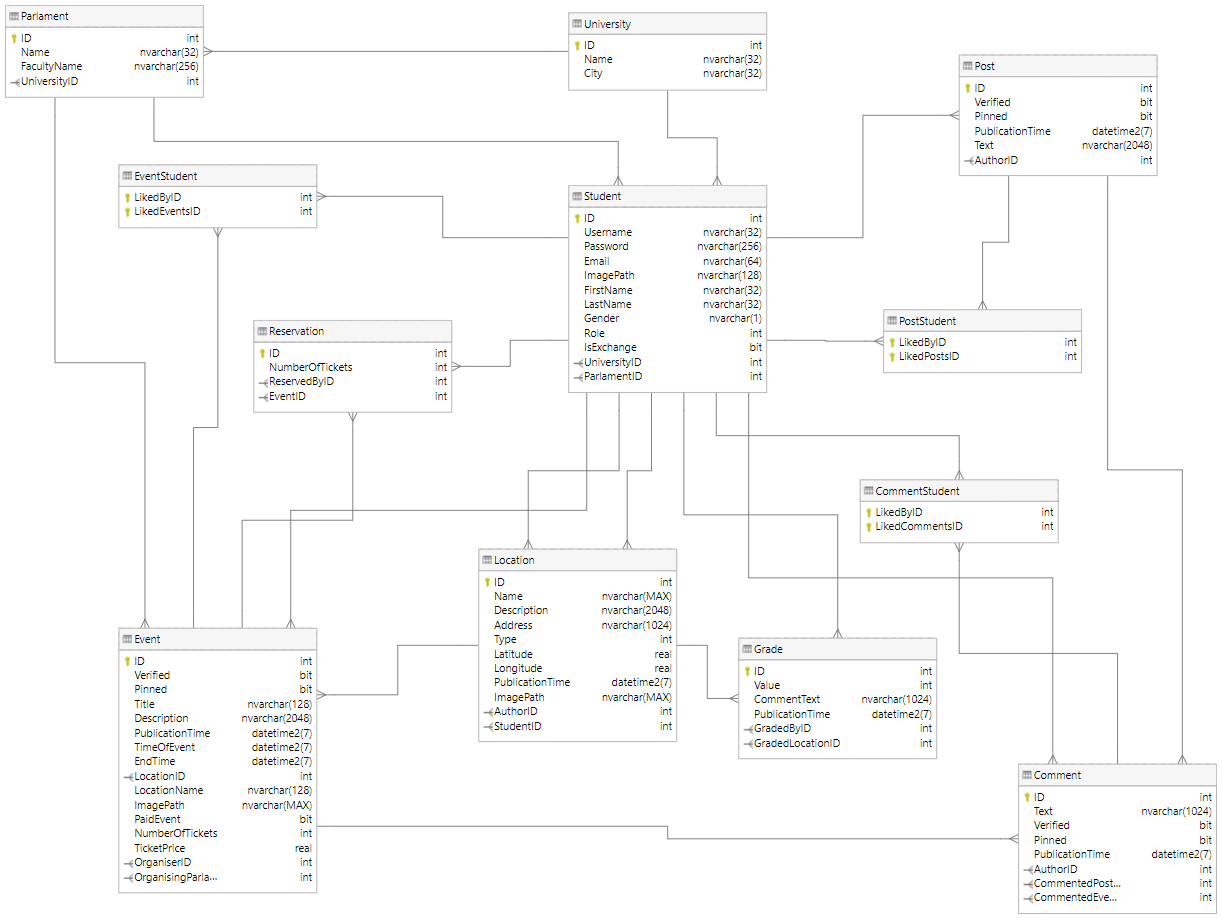 Parlament
ID int
Name nvarchar(32)
FacultyName nvarchar(256)
UniversityID int
University
ID int
Name nvarchar(32)
City nvarchar(32)
Post
ID int
Verified bit
Pinned bit
PublicationTime datetime2(7)
Text nvarchar(2048)
AuthorID int
EventStudent
LikedByID int
LikedEventsID int
Student
ID int
Username nvarchar(32)
Password nvarchar(256)
Email nvarchar(64)
ImagePath nvarchar(128)
FirstName nvarchar(32)
LastName nvarchar(32)
Gender nvarchar(1)
Role int
IsExchange bit
UniversityID int
ParlamentID int
PostStudent
LikedByID int
LikedPostsID int
Reservation
ID int
NumberOfTickets int
ReservedByID int
EventID int
CommentStudent
LikedByID int
LikedCommentsID int
Location
ID int
Name nvarchar(MAX)
Description nvarchar(2048)
Address nvarchar(1024)
Type int
Latitude real
Longitude real
PublicationTime datetime2(7)
ImagePath nvarchar(MAX)
AuthorID int
StudentID int
Event
ID int
Verified bit
Pinned bit
Title nvarchar(128)
Description nvarchar(2048)
PublicationTime datetime2(7)
TimeOfEvent datetime2(7)
EndTime datetime2(7)
LocationID int
LocationName nvarchar(128)
ImagePath nvarchar(MAX)
PaidEvent bit
NumberOfTickets int
TicketPrice real
OrganiserID int
OrganisingParla... int
Grade
ID int
Value int
CommentText nvarchar(1024)
PublicationTime datetime2(7)
GradedByID int
GradedLocationID int
Comment
ID int
Text nvarchar(1024)
Verified bit
Pinned bit
PublicationTime datetime2(7)
AuthorID int
CommentedPost... int
CommentedEve... int